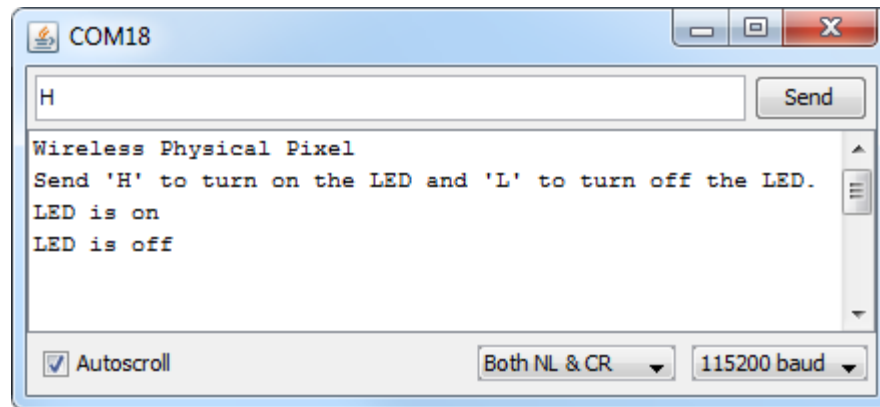 COM18
H
Send
Wireless Physical Pixel
Send 'H' to turn on the LED and 'L' to turn off the LED.
LED is on
LED is off
Autoscroll
Both NL & CR
115200 baud